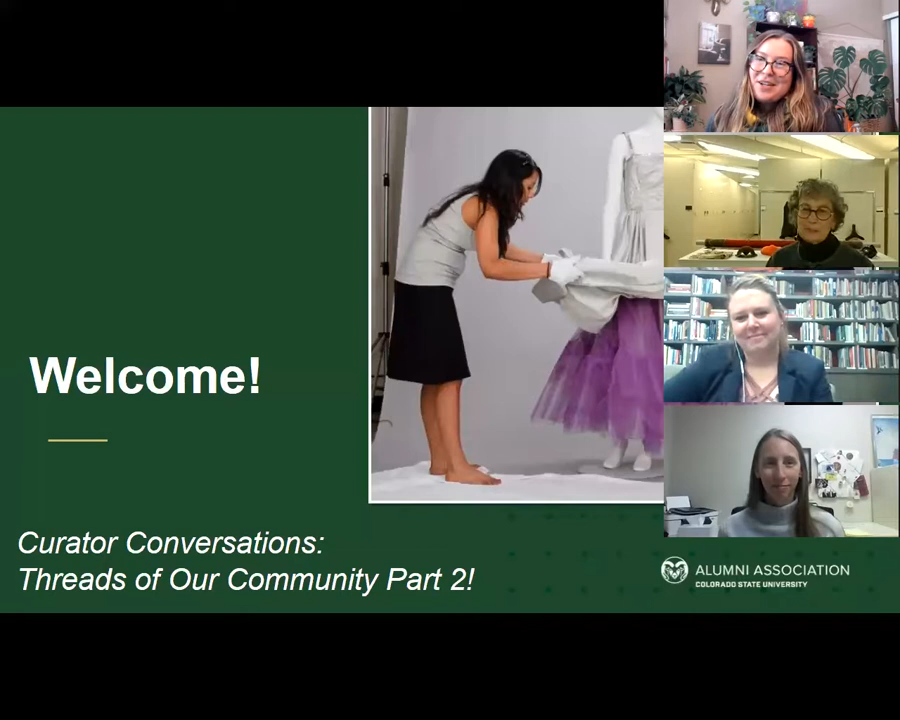 Welcome!
Curator Conversations:
Threads of Our Community Part 2!
ALUMNI ASSOCIATION
COLORADO STATE UNIVERSITY